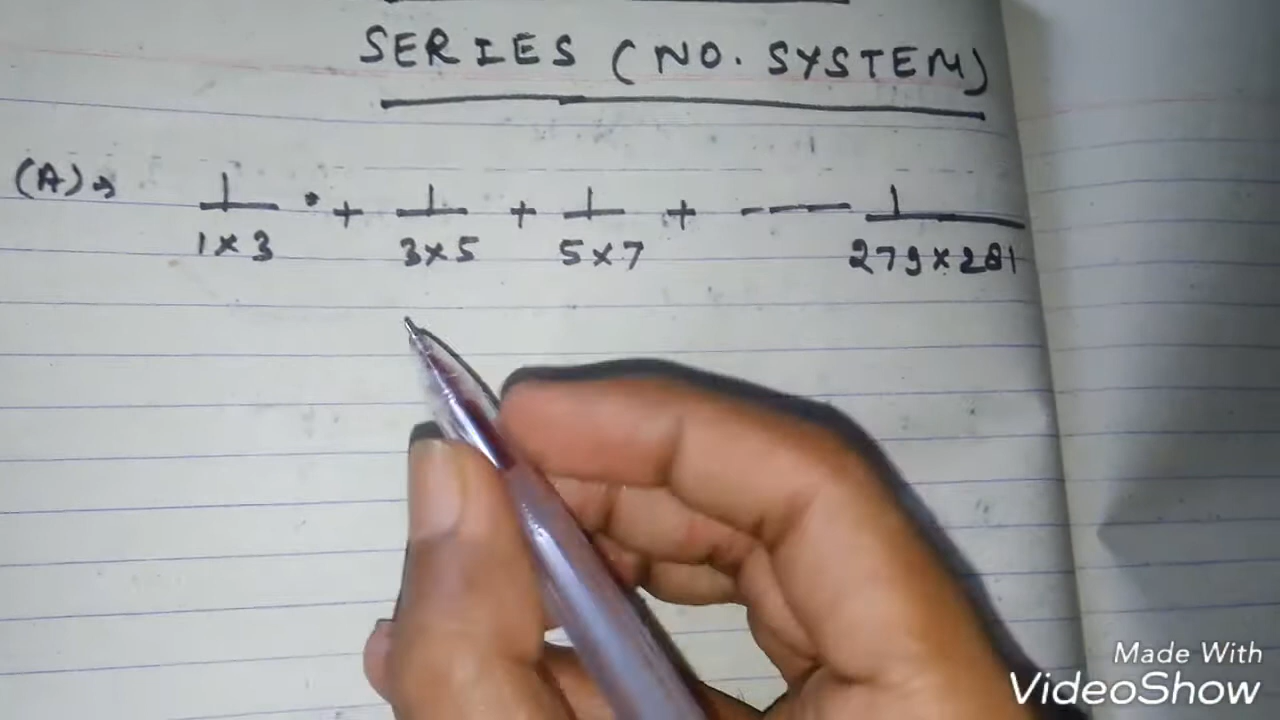 SERIES (NO. SYSTEM)
(A)→ 1/1×3 + 1/3×5 + 1/5×7 + ---- 1/279×281
Made With
VideoShow